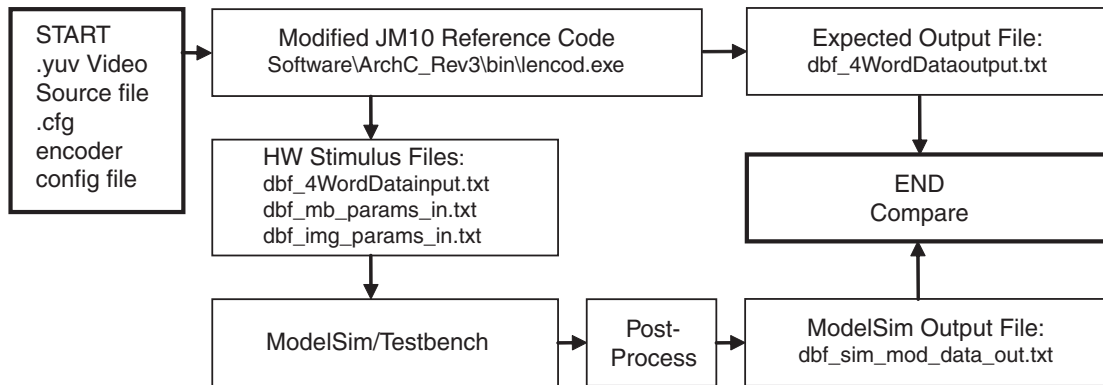 START
.yuv Video
Source file
.cfg
encoder
config file
Modified JM10 Reference Code
Software\ArchC_Rev3\bin\lencod.exe
Expected Output File:
dbf_4WordDataoutput.txt
HW Stimulus Files:
dbf_4WordDatainput.txt
dbf_mb_params_in.txt
dbf_img_params_in.txt
END
Compare
ModelSim/Testbench
Post-
Process
ModelSim Output File:
dbf_sim_mod_data_out.txt